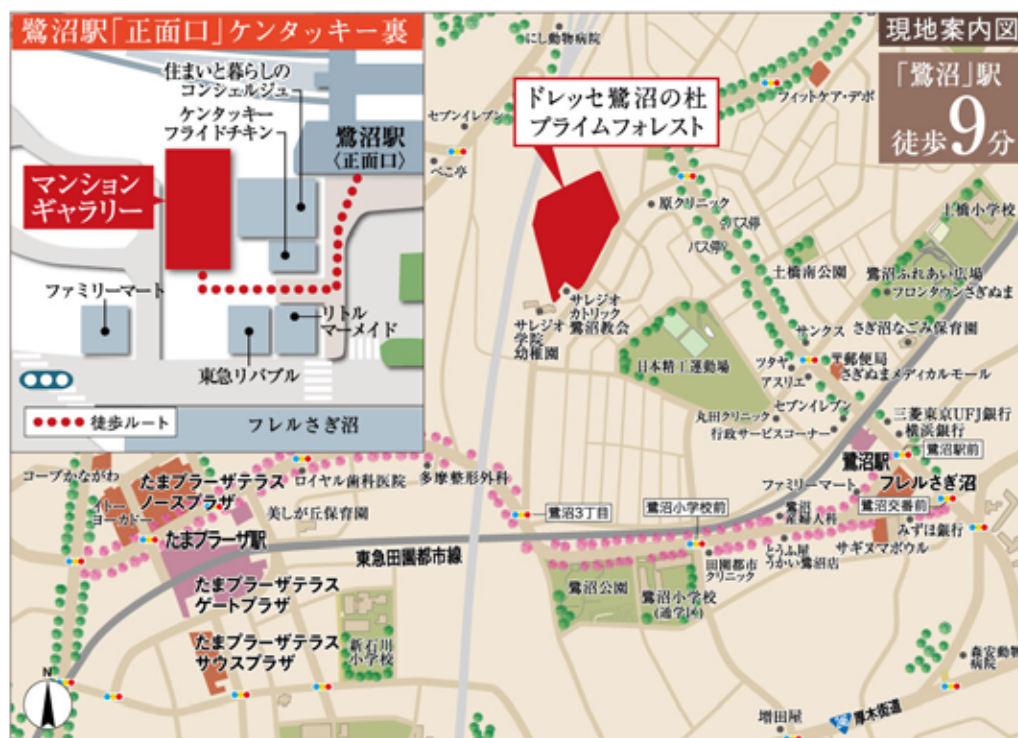 鷺沼駅「正面口」ケンタッキー裏
住まいと暮らしの
コンシェルジュ
ケンタッキー
フライドチキン
鷺沼駅
〈正面口〉
マンション
ギャラリー
ファミリーマート
リトル
マーメイド
東急リバブル
徒歩ルート
フレルさぎ沼
現地案内図
「鷺沼」駅
徒歩9分
にし動物病院
フィットケア・デポ
セブンイレブン
べこ亭
ドレッセ鷺沼の杜
プライムフォレスト
原クリニック
バス停
バス停
土橋小学校
土橋南公園
鷺沼ふれあい広場
フロンタウンさぎぬま
サレジオ
カトリック
鷺沼教会
サレジオ
学院
幼稚園
サンクス
さぎ沼なごみ保育園
日本精工運動場
ツタヤ
アスリエ
〒郵便局
さぎぬまメディカルモール
セブンイレブン
丸田クリニック
行政サービスコーナー
三菱東京UFJ銀行
横浜銀行
鷺沼駅前
鷺沼駅
フレルさぎ沼
ファミリーマート
コープかながわ
たまプラーザテラス
ノースプラザ
イトー
ヨーカドー
ロイヤル歯科医院
多摩整形外科
美しが丘保育園
鷺沼3丁目
鷺沼小学校前
鷺沼
産婦人科
鷺沼交番前
みずほ銀行
サギヌマボウル
とうふ屋
うかい鷺沼店
田園都市
クリニック
たまプラーザ駅
東急田園都市線
たまプラーザテラス
ゲートプラザ
鷺沼公園
鷺沼小学校
(通学区)
たまプラーザテラス
サウスプラザ
新石川
小学校
森安動物
病院
増田屋
246
厚木街道
N